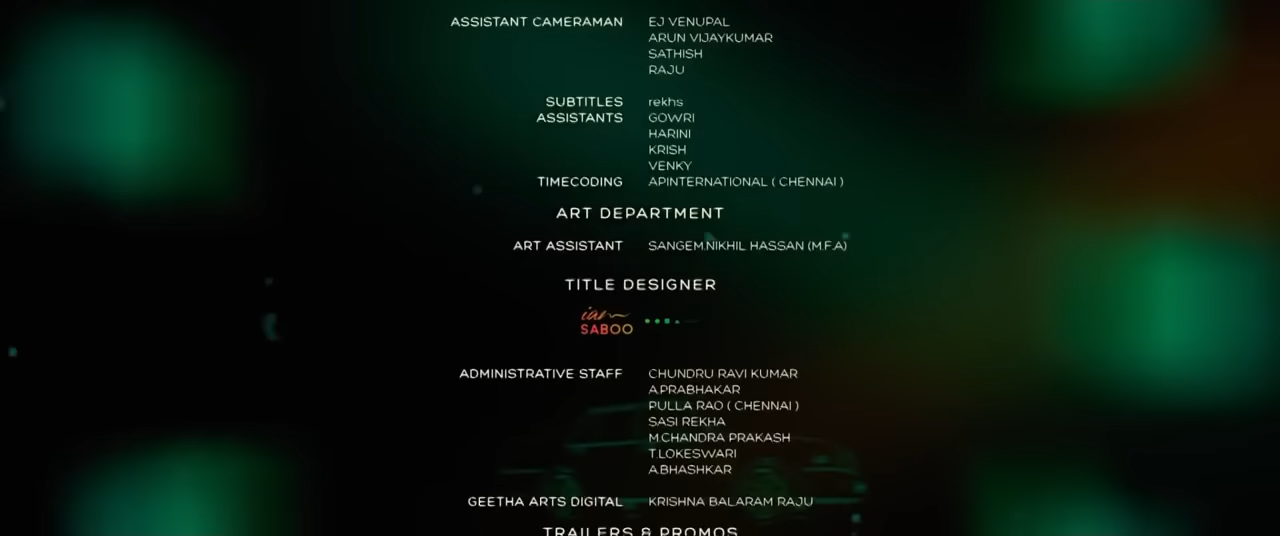 ASSISTANT CAMERAMAN EJ VENUPAL
ARUN VIJAYKUMAR
SATHISH
RAJU
SUBTITLES rekhs
ASSISTANTS GOWRI
HARINI
KRISH
VENKY
TIMECODING APINTERNATIONAL ( CHENNAI )
ART DEPARTMENT
ART ASSISTANT SANGEM.NIKHIL HASSAN (M.F.A)
TITLE DESIGNER
iam
SABOO
ADMINISTRATIVE STAFF CHUNDRU RAVI KUMAR
A.PRABHAKAR
PULLA RAO ( CHENNAI )
SASI REKHA
M.CHANDRA PRAKASH
T.LOKESWARI
A.BHASHKAR
GEETHA ARTS DIGITAL KRISHNA BALARAM RAJU
TRAILERS & PROMOS